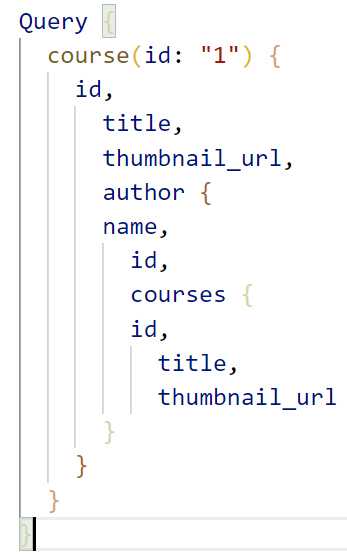 Query {
course(id: "1") {
id,
title,
thumbnail_url,
author {
name,
id,
courses {
id,
title,
thumbnail_url
}
}
}
}